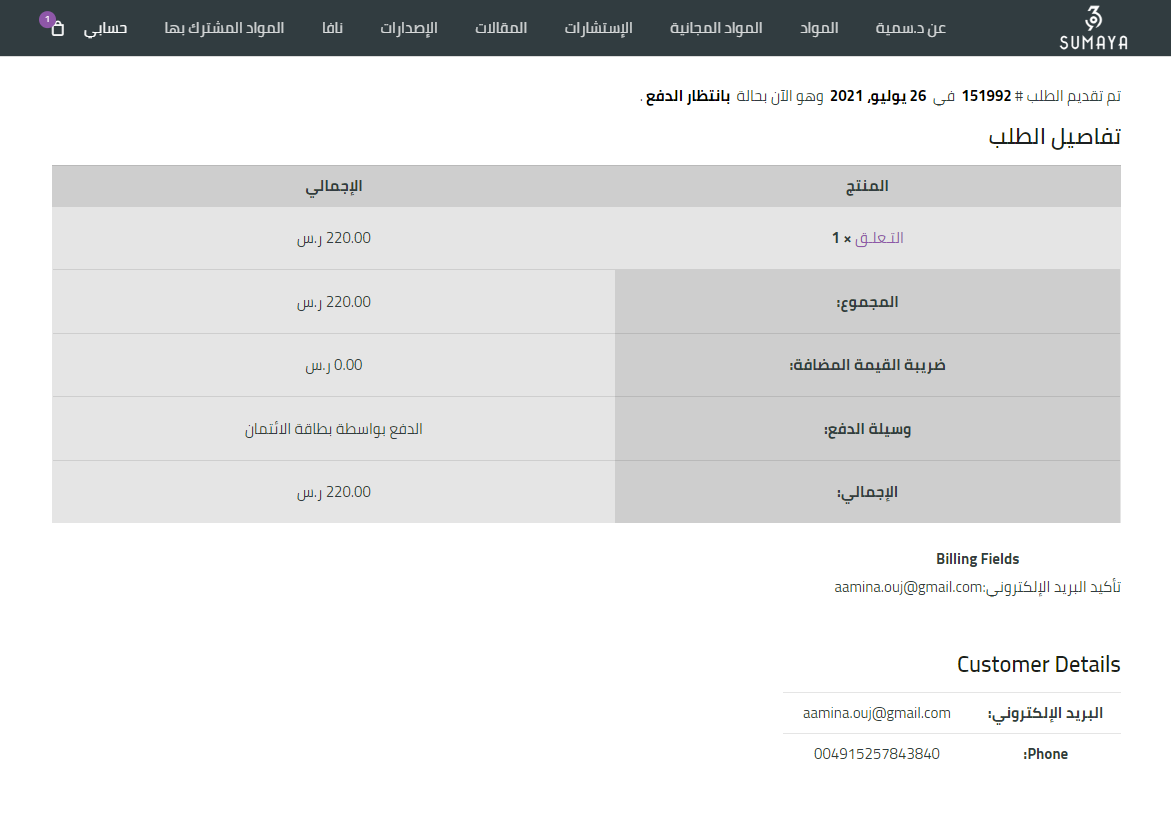 SUMAYA
عن د.سمية
المواد
المواد المجانية
الإستشارات
المقالات
الإصدارات
نافا
المواد المشترك بها
حسابي
1
تم تقديم الطلب # 151992 في 26 يوليو, 2021 وهو الآن بحالة بانتظار الدفع .
تفاصيل الطلب
المنتج الإجمالي
التـعلـق × 1 220.00 ر.س
المجموع: 220.00 ر.س
ضريبة القيمة المضافة: 0.00 ر.س
وسيلة الدفع: الدفع بواسطة بطاقة الائتمان
الإجمالي: 220.00 ر.س
Billing Fields
تأكيد البريد الإلكتروني:aamina.ouj@gmail.com
Customer Details
البريد الإلكتروني: aamina.ouj@gmail.com
Phone: 004915257843840